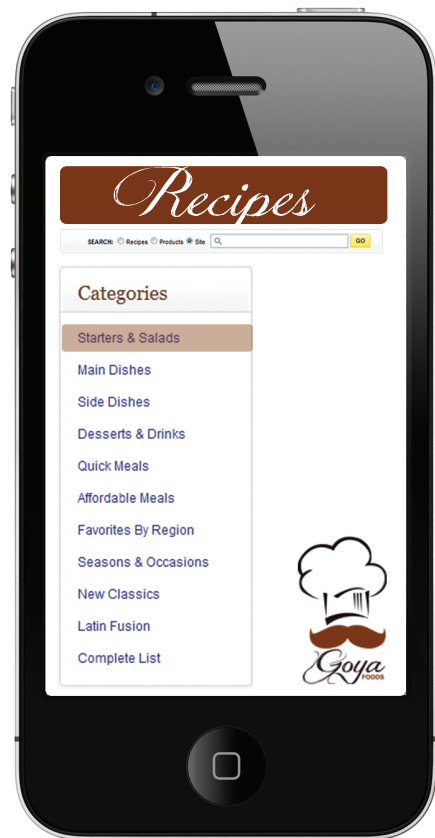 Recipes
SEARCH: Recipes Products Site GO
Categories
Starters & Salads
Main Dishes
Side Dishes
Desserts & Drinks
Quick Meals
Affordable Meals
Favorites By Region
Seasons & Occasions
New Classics
Latin Fusion
Complete List
Goya
FOODS